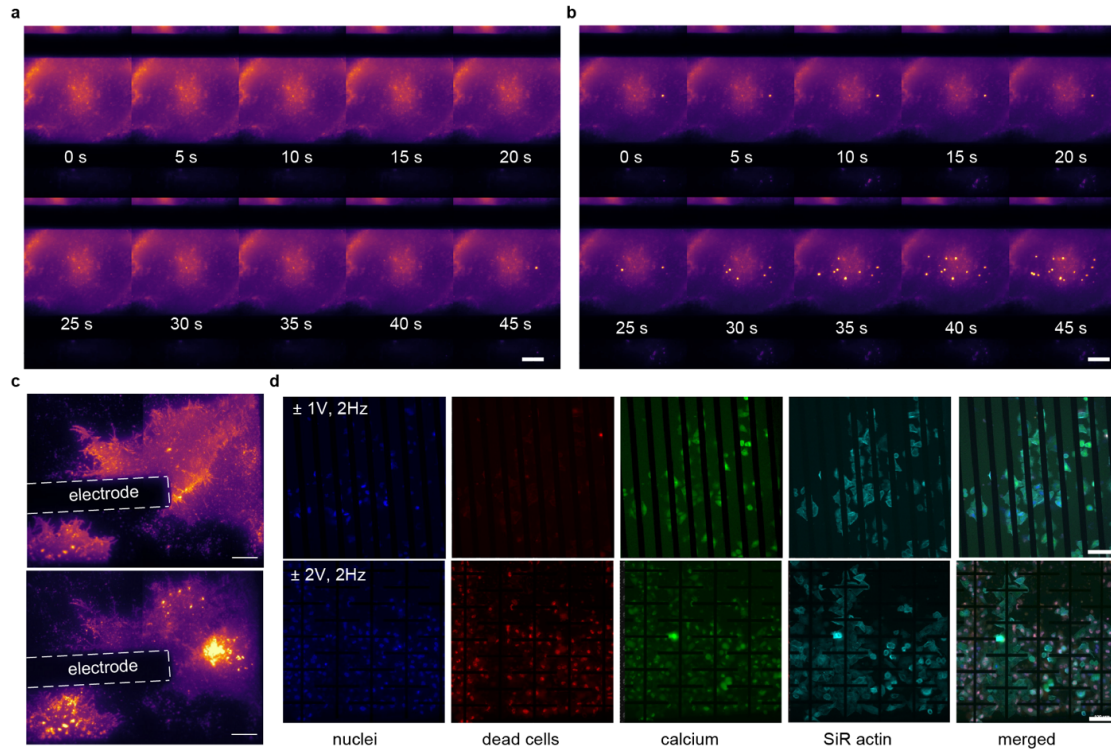 a
0 s 5 s 10 s 15 s 20 s
25 s 30 s 35 s 40 s 45 s
b
0 s 5 s 10 s 15 s 20 s
25 s 30 s 35 s 40 s 45 s
c
electrode
electrode
d
± 1V, 2Hz
± 2V, 2Hz
nuclei dead cells calcium SiR actin merged